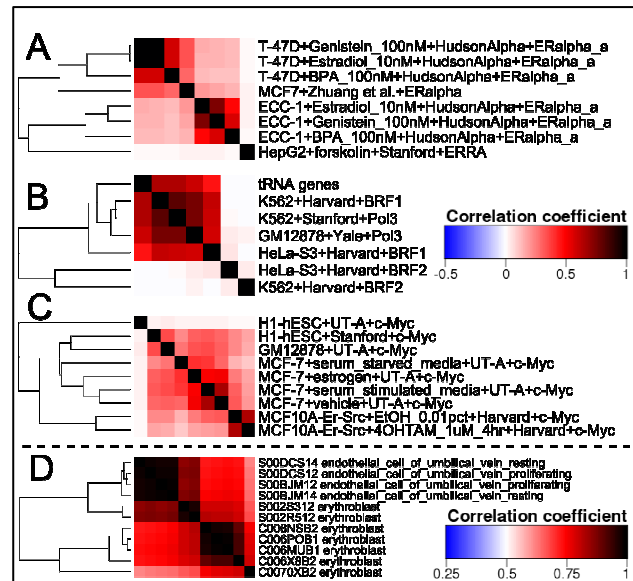 A
T-47D+Genistein_100nM+HudsonAlpha+ERalpha_a
T-47D+Estradiol_10nM+HudsonAlpha+ERalpha_a
T-47D+BPA_100nM+HudsonAlpha+ERalpha_a
MCF7+Zhuang et al.+ERalpha
ECC-1+Estradiol_10nM+HudsonAlpha+ERalpha_a
ECC-1+Genistein_100nM+HudsonAlpha+ERalpha_a
ECC-1+BPA_100nM+HudsonAlpha+ERalpha_a
HepG2+forskolin+Stanford+ERRA
B
tRNA genes
K562+Harvard+BRF1
K562+Stanford+Pol3
GM12878+Yale+Pol3
HeLa-S3+Harvard+BRF1
HeLa-S3+Harvard+BRF2
K562+Harvard+BRF2
Correlation coefficient
-0.5 0 0.5 1
C
H1-hESC+UT-A+c-Myc
H1-hESC+Stanford+c-Myc
GM12878+UT-A+c-Myc
MCF-7+serum_starved_media+UT-A+c-Myc
MCF-7+estrogen+UT-A+c-Myc
MCF-7+serum_stimulated_media+UT-A+c-Myc
MCF-7+vehicle+UT-A+c-Myc
MCF10A-Er-Src+EtOH_0.01pct+Harvard+c-Myc
MCF10A-Er-Src+4OHTAM_1uM_4hr+Harvard+c-Myc
D
S00DCS14 endothelial_cell_of_umbilical_vein_resting
S00DCS12 endothelial_cell_of_umbilical_vein_proliferating
S00BJM12 endothelial_cell_of_umbilical_vein_proliferating
S00BJM14 endothelial_cell_of_umbilical_vein_resting
S002S312 erythroblast
S002R512 erythroblast
C006NSB2 erythroblast
C006POB1 erythroblast
C006MUB1 erythroblast
C006X8B2 erythroblast
C0070XB2 erythroblast
Correlation coefficient
0.25 0.5 0.75 1